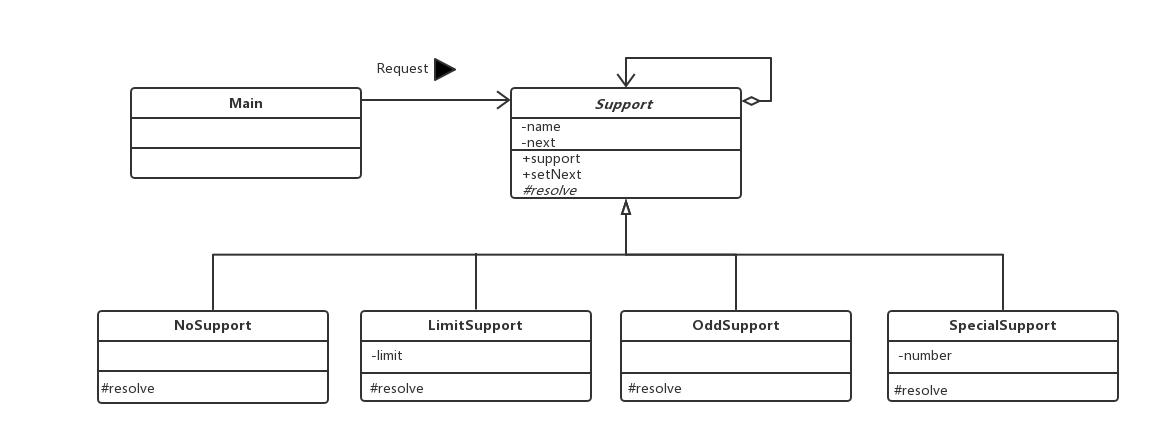 Request
Main
Support
-name
-next
+support
+setNext
#resolve
NoSupport
#resolve
LimitSupport
-limit
#resolve
OddSupport
#resolve
SpecialSupport
-number
#resolve